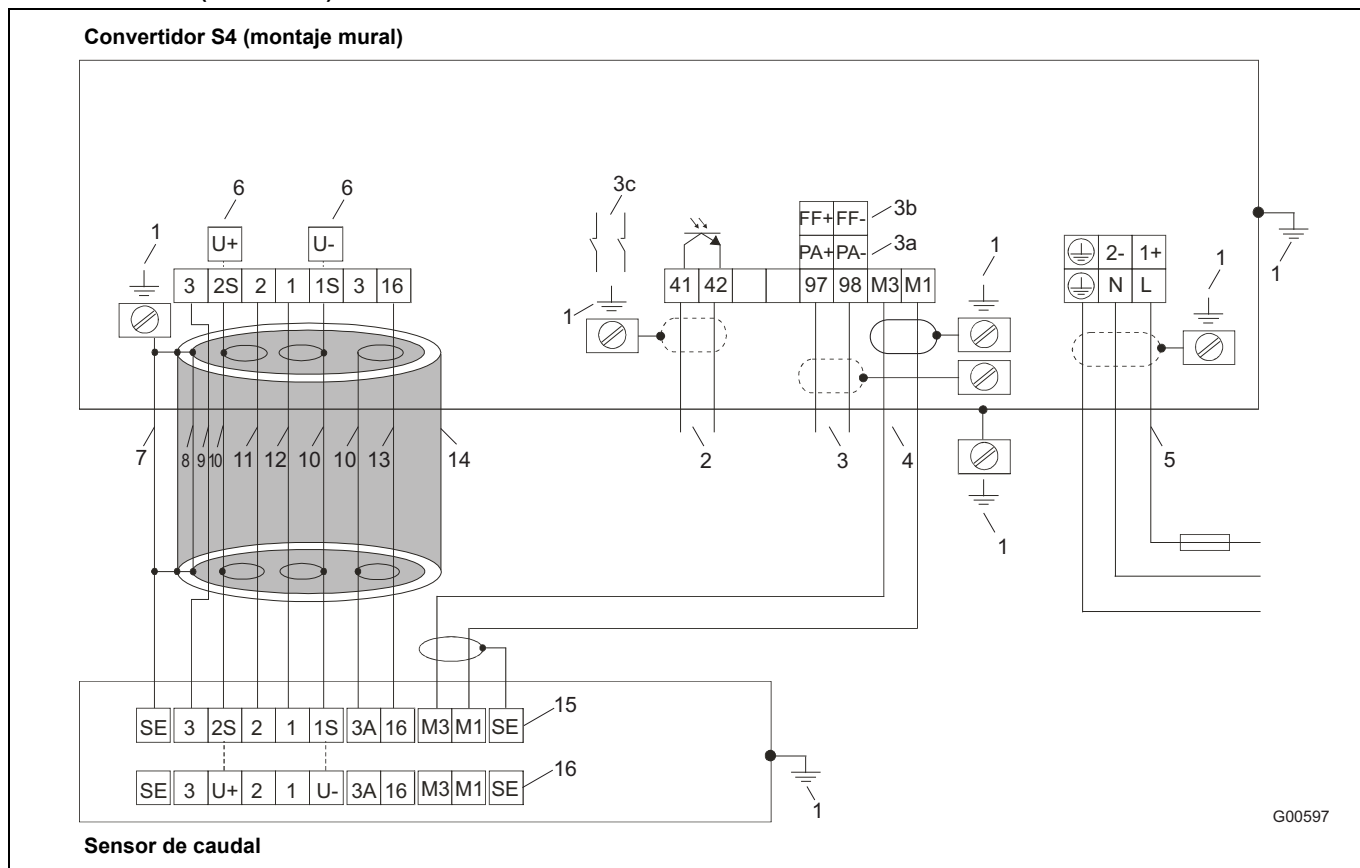 Convertidor S4 (montaje mural)
6 6 3c
FF+ FF- 3b
1 U+ U- PA+ PA- 3a 1 2- 1+ 1 1
3 2S 2 1 1S 3 16 41 42 97 98 M3 M1 N L
1
7 8 9 10 11 12 10 10 13 14 2 3 4 5
1
SE 3 2S 2 1 1S 3A 16 M3 M1 SE 15
SE 3 U+ 2 1 U- 3A 16 M3 M1 SE 16
1
G00597
Sensor de caudal